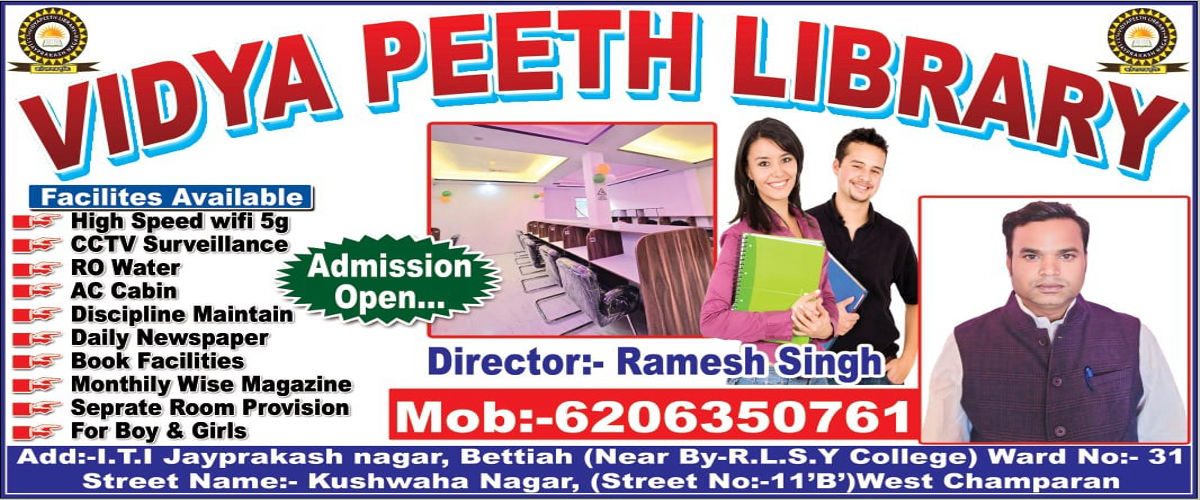 VIDYA PEETH LIBRARY
Facilites Available
High Speed wifi 5g
CCTV Surveillance
RO Water
AC Cabin
Discipline Maintain
Daily Newspaper
Book Facilities
Monthily Wise Magazine
Seprate Room Provision
For Boy & Girls
Admission
Open...
Director:- Ramesh Singh
Mob:-6206350761
Add:-I.T.I Jayprakash nagar, Bettiah (Near By-R.L.S.Y College) Ward No:- 31
Street Name:- Kushwaha Nagar, (Street No:-11'B')West Champaran